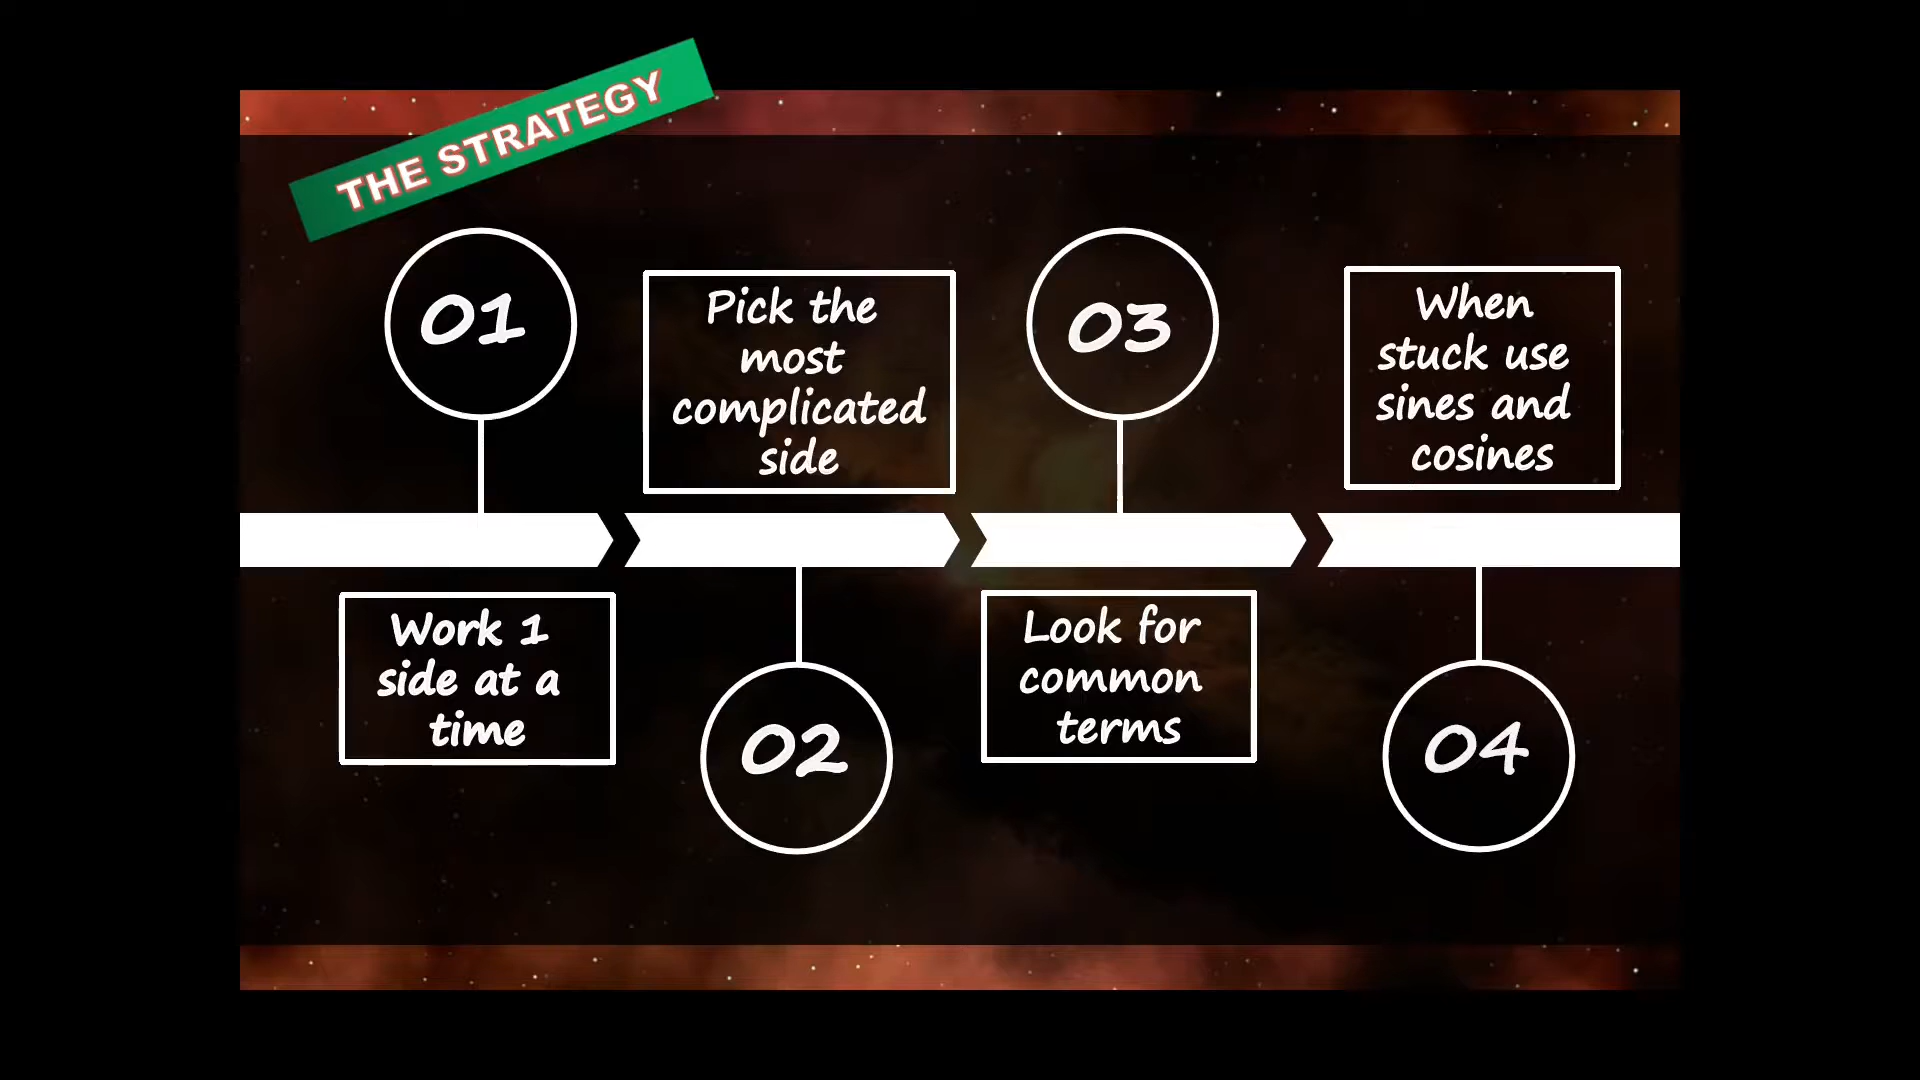 THE STRATEGY
01
Work 1
side at a
time
Pick the
most
complicated
side
02
03
Look for
common
terms
When
stuck use
sines and
cosines
04